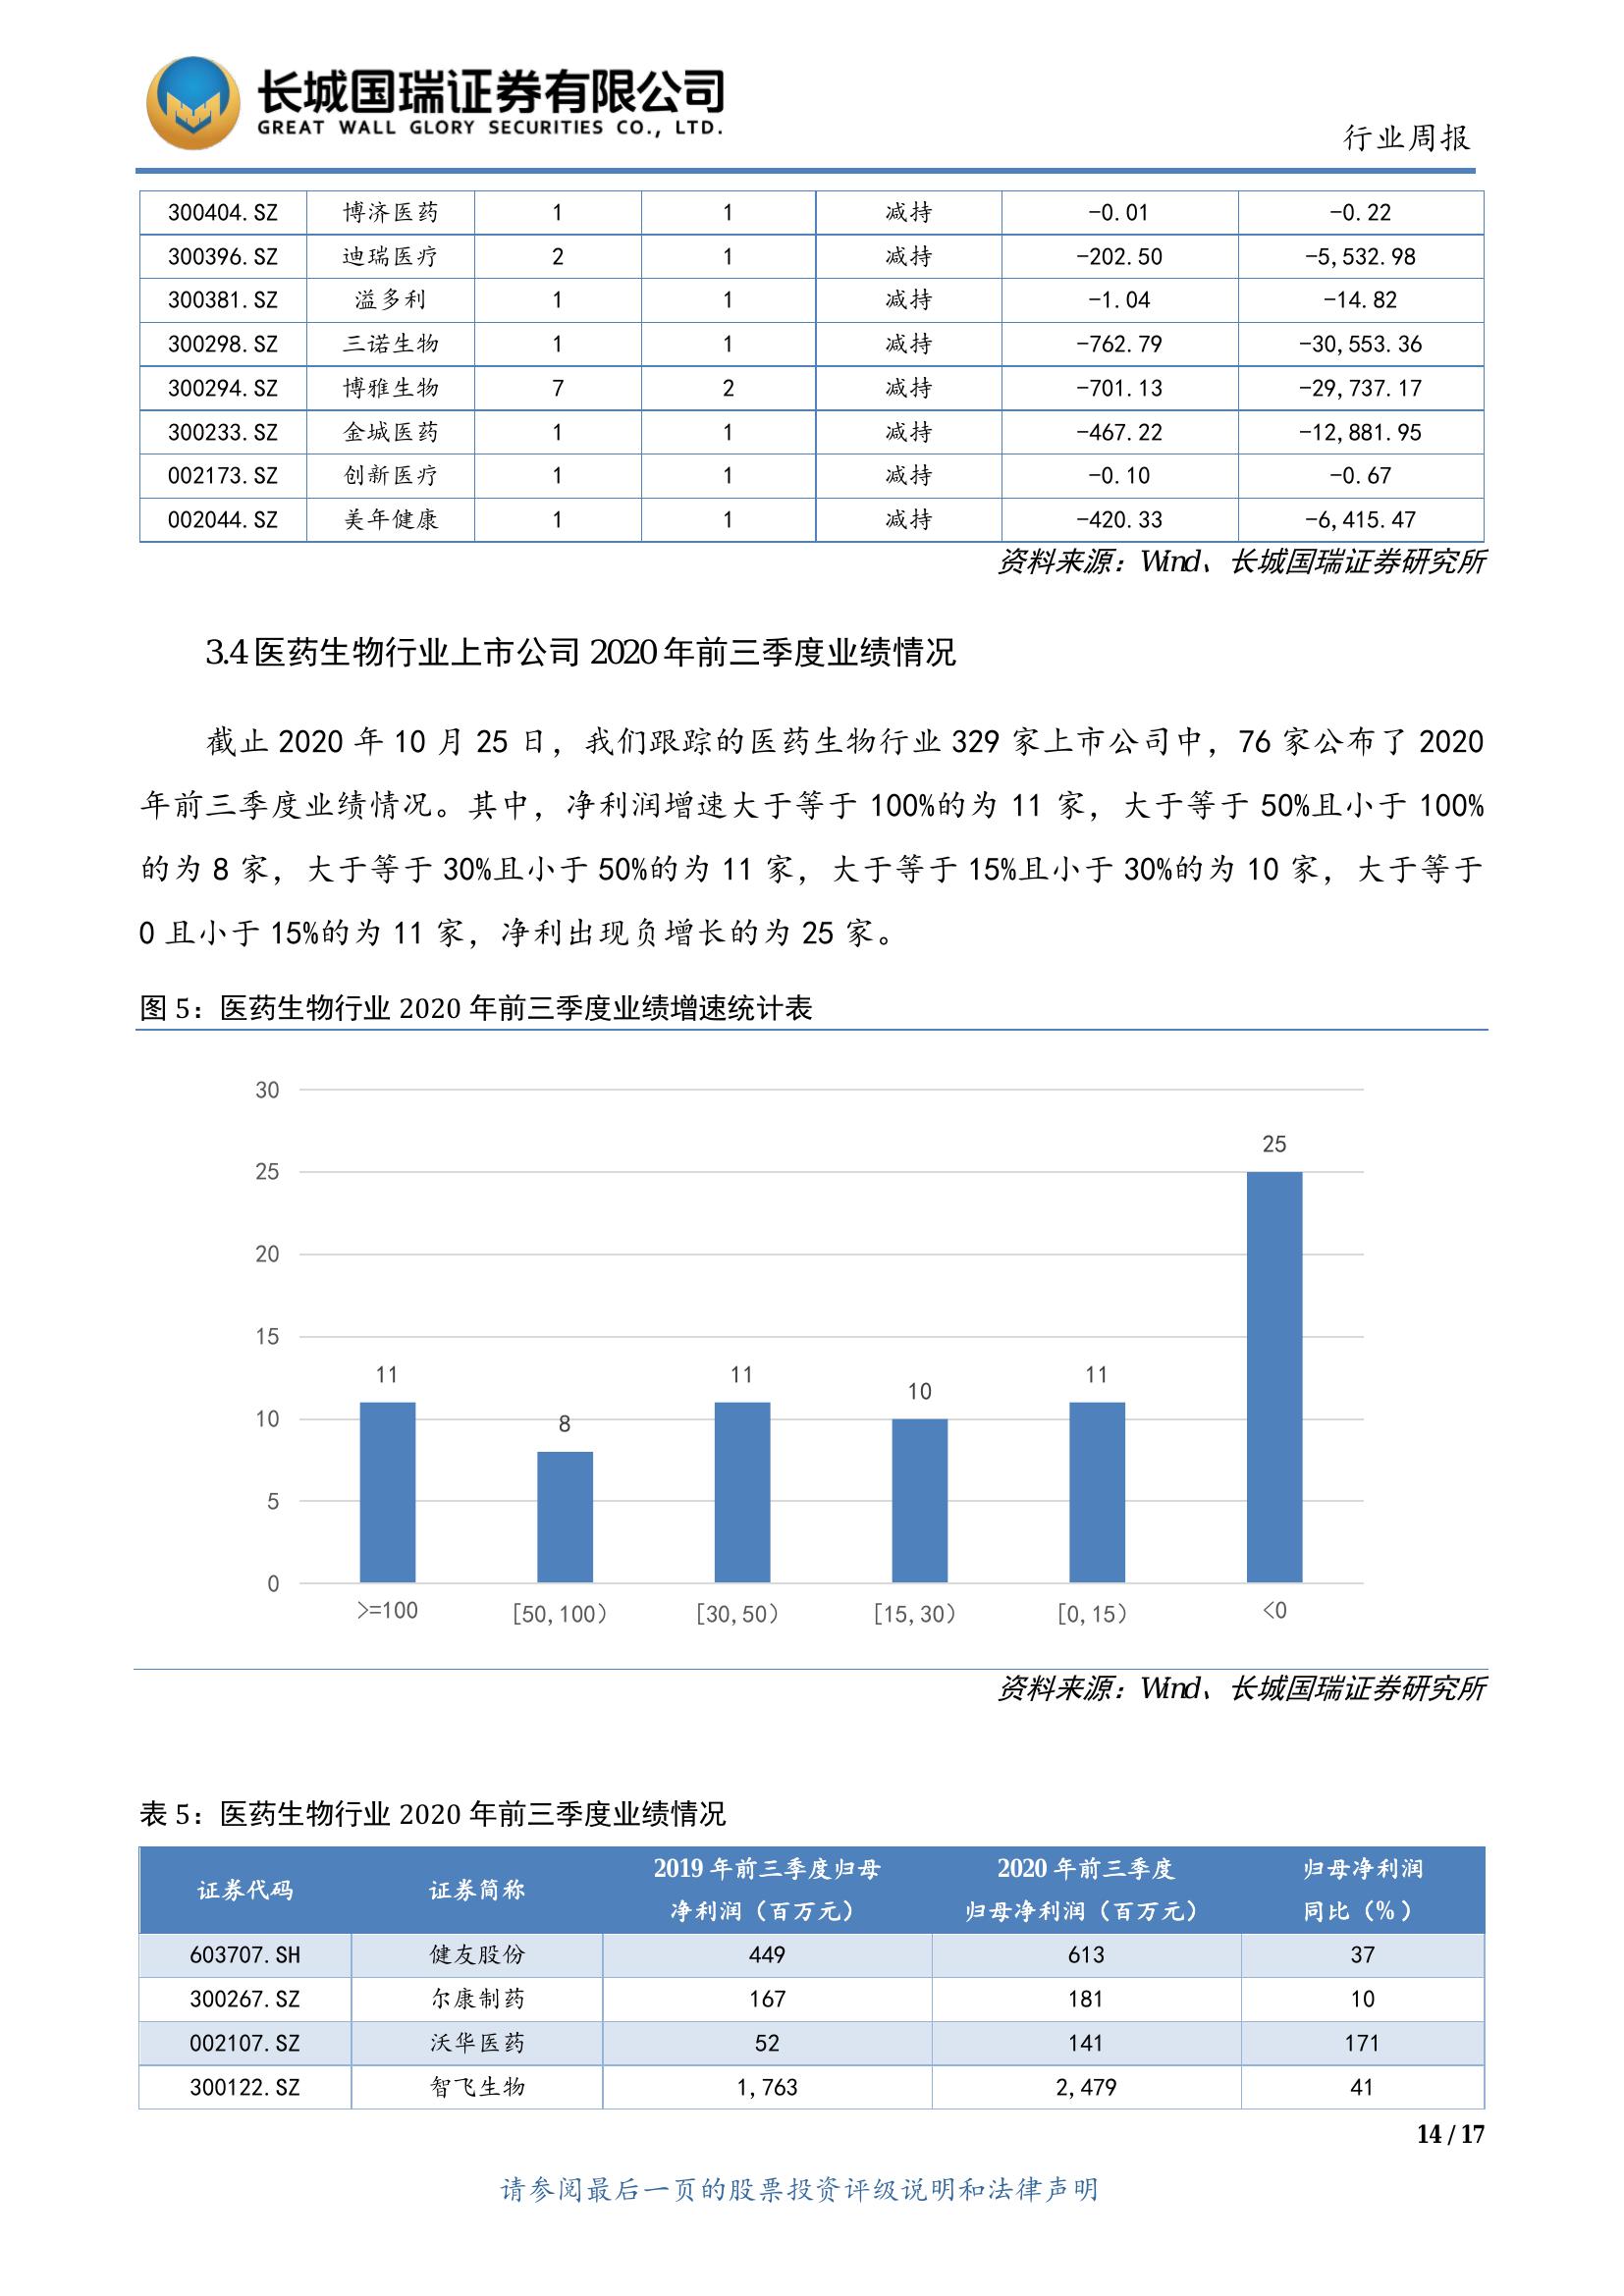 长城国瑞证券有限公司
GREAT WALL GLORY SECURITIES CO., LTD.
行业周报
300404.SZ 博济医药 1 1 减持 -0.01 -0.22
300396.SZ 迪瑞医疗 2 1 减持 -202.50 -5,532.98
300381.SZ 溢多利 1 1 减持 -1.04 -14.82
300298.SZ 三诺生物 1 1 减持 -762.79 -30,553.36
300294.SZ 博雅生物 7 2 减持 -701.13 -29,737.17
300233.SZ 金城医药 1 1 减持 -467.22 -12,881.95
002173.SZ 创新医疗 1 1 减持 -0.10 -0.67
002044.SZ 美年健康 1 1 减持 -420.33 -6,415.47
资料来源：Wind、长城国瑞证券研究所
3.4 医药生物行业上市公司 2020 年前三季度业绩情况
截止 2020 年 10 月 25 日，我们跟踪的医药生物行业 329 家上市公司中，76 家公布了 2020
年前三季度业绩情况。其中，净利润增速大于等于 100%的为 11 家，大于等于 50%且小于 100%
的为 8 家，大于等于 30%且小于 50%的为 11 家，大于等于 15%且小于 30%的为 10 家，大于等于
0 且小于 15%的为 11 家，净利出现负增长的为 25 家。
图 5：医药生物行业 2020 年前三季度业绩增速统计表
30
25
20
15
10
5
0
11
8
11
10
11
25
>=100 [50,100） [30,50） [15,30） [0,15） <0
资料来源：Wind、长城国瑞证券研究所
表 5：医药生物行业 2020 年前三季度业绩情况
证券代码 证券简称 2019 年前三季度归母 2020 年前三季度 归母净利润
净利润（百万元） 归母净利润（百万元） 同比（%）
603707.SH 健友股份 449 613 37
300267.SZ 尔康制药 167 181 10
002107.SZ 沃华医药 52 141 171
300122.SZ 智飞生物 1,763 2,479 41
14 / 17
请参阅最后一页的股票投资评级说明和法律声明